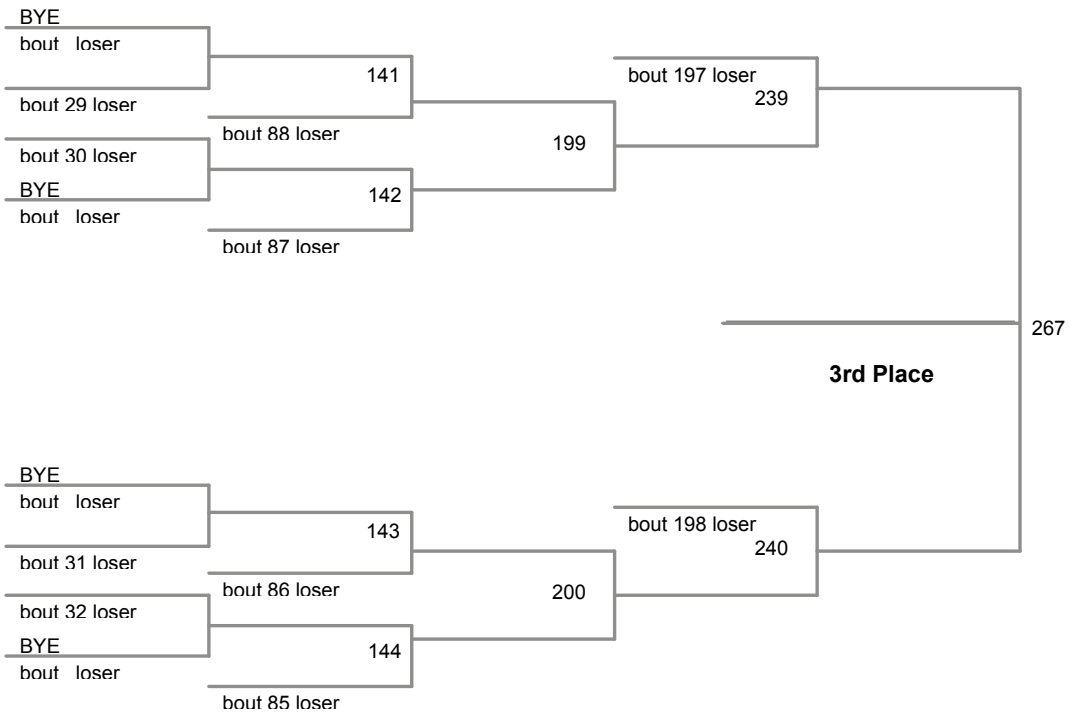 BYE
bout loser
bout 29 loser
bout 30 loser
BYE
bout loser
141
bout 88 loser
142
bout 87 loser
199
bout 197 loser
239
267
3rd Place
BYE
bout loser
bout 31 loser
bout 32 loser
BYE
bout loser
143
bout 86 loser
144
bout 85 loser
200
bout 198 loser
240